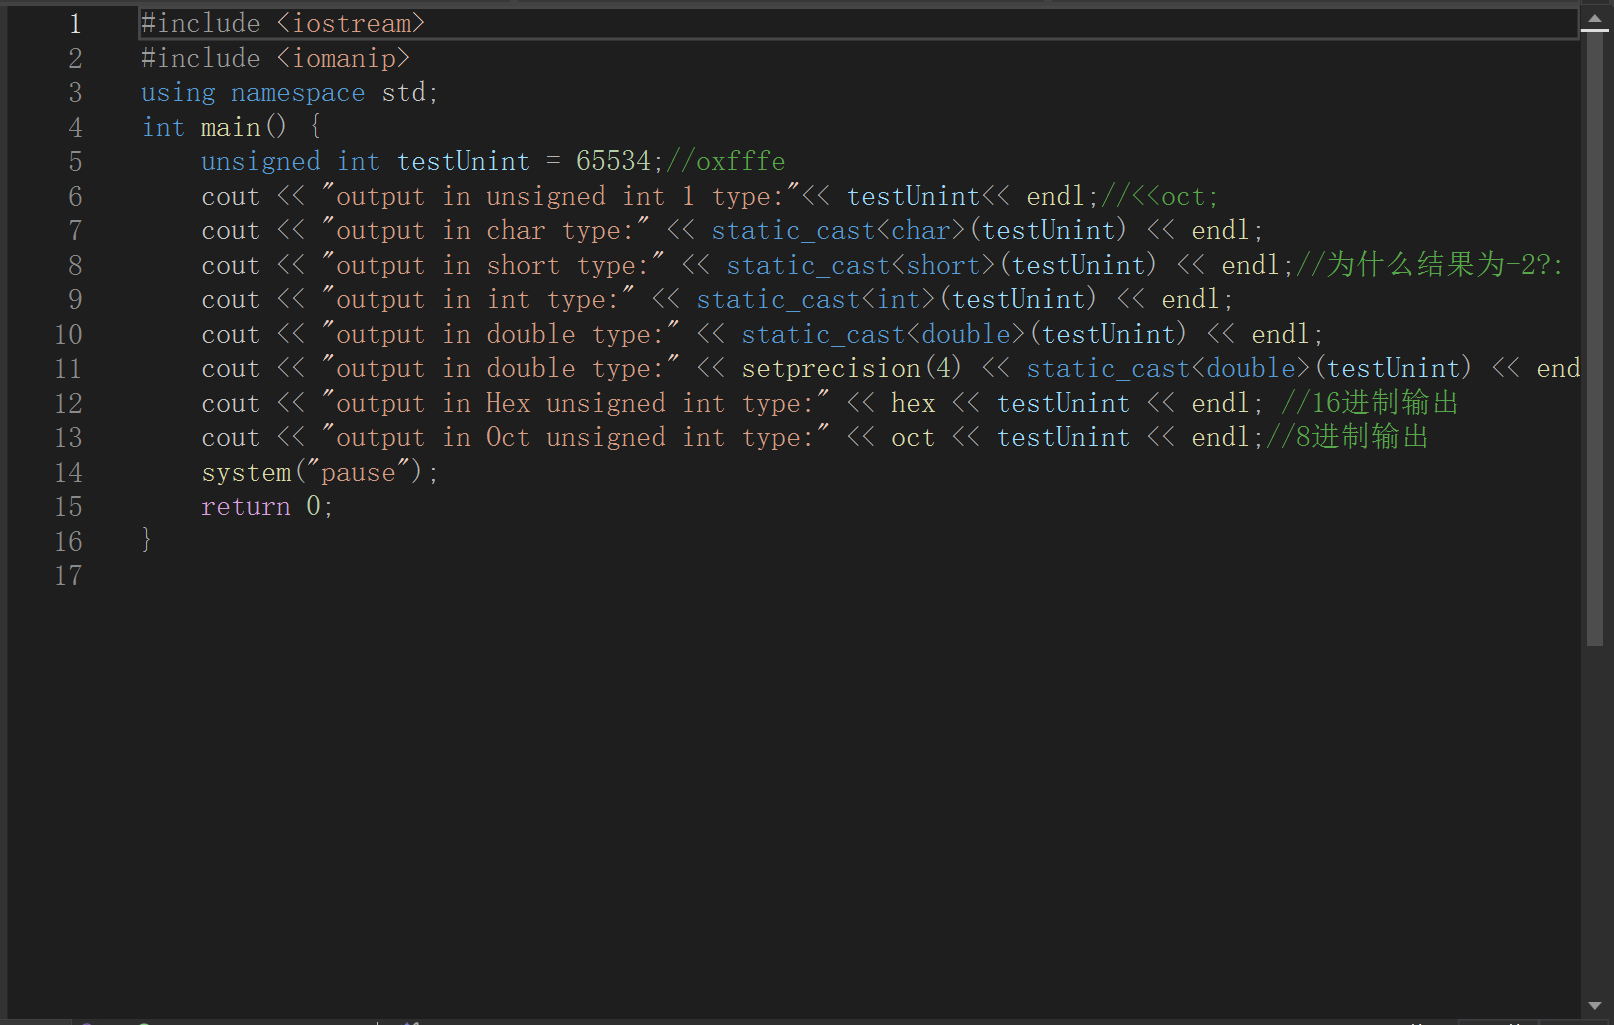 1 #include <iostream>
2 #include <iomanip>
3 using namespace std;
4 int main() {
5 unsigned int testUnint = 65534;//oxfffe
6 cout << "output in unsigned int 1 type:"<< testUnint<< endl;//<<oct;
7 cout << "output in char type:" << static_cast<char>(testUnint) << endl;
8 cout << "output in short type:" << static_cast<short>(testUnint) << endl;//为什么结果为-2?:
9 cout << "output in int type:" << static_cast<int>(testUnint) << endl;
10 cout << "output in double type:" << static_cast<double>(testUnint) << endl;
11 cout << "output in double type:" << setprecision(4) << static_cast<double>(testUnint) << end
12 cout << "output in Hex unsigned int type:" << hex << testUnint << endl; //16进制输出
13 cout << "output in Oct unsigned int type:" << oct << testUnint << endl;//8进制输出
14 system("pause");
15 return 0;
16 }
17